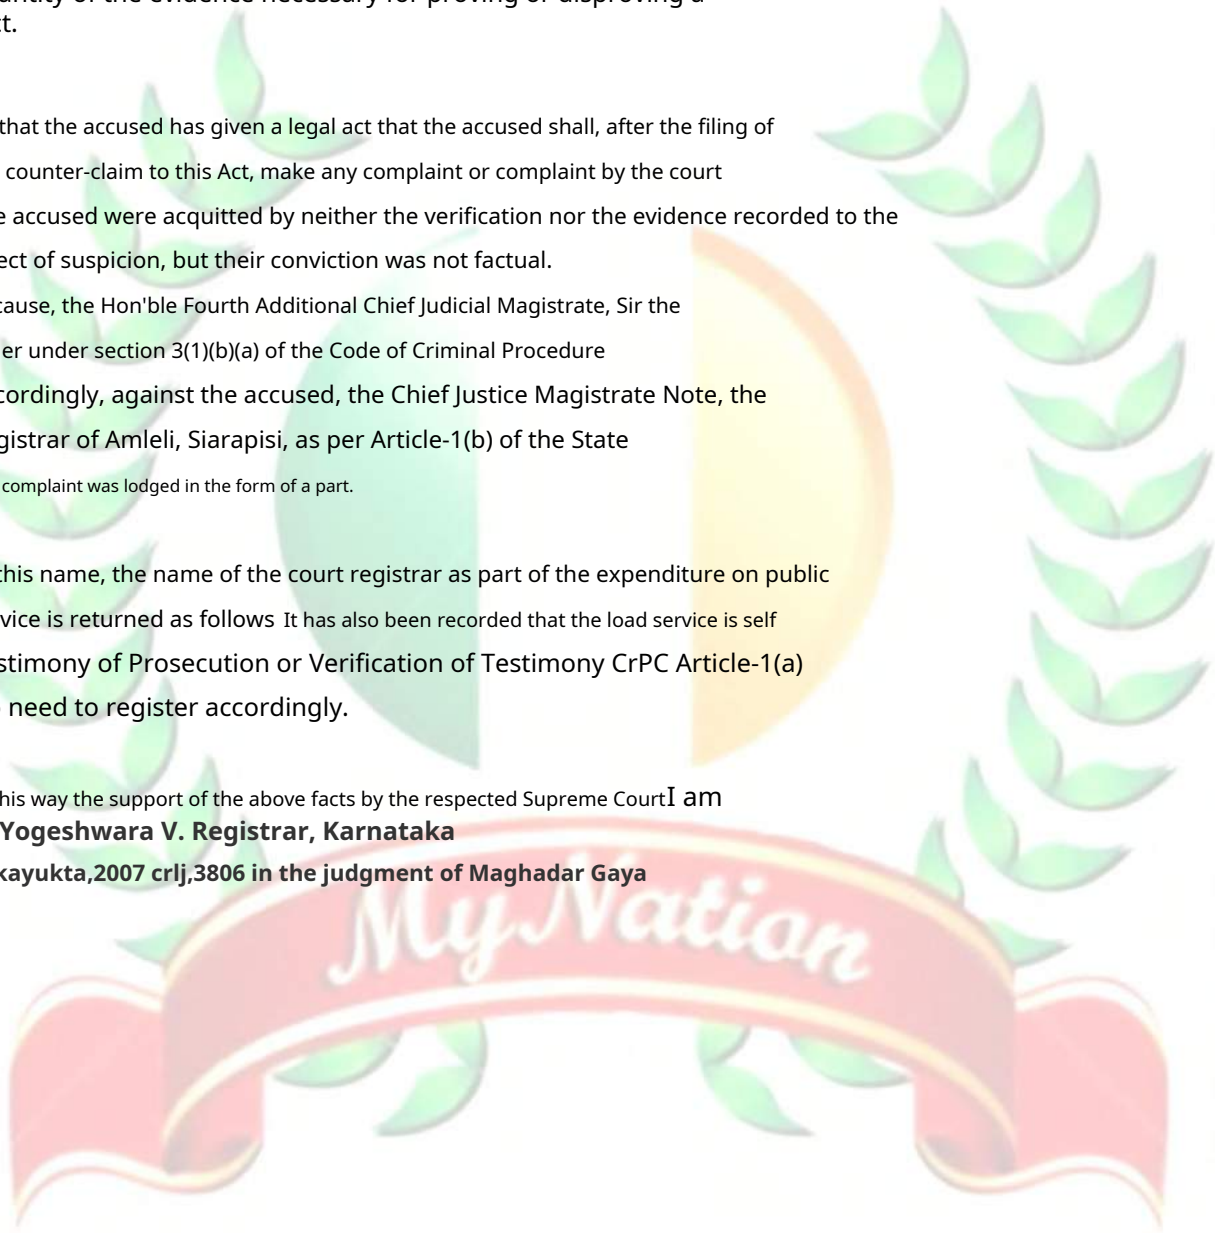 of the evidence necessary for proving or disproving a
ct.
that the accused has given a legal act that the accused shall, after the filing of
counter-claim to this Act, make any complaint or complaint by the court
accused were acquitted by neither the verification nor the evidence recorded to the
ect of suspicion, but their conviction was not factual.
cause, the Hon'ble Fourth Additional Chief Judicial Magistrate, Sir the
er under section 3(1)(b)(a) of the Code of Criminal Procedure
cordingly, against the accused, the Chief Justice Magistrate Note, the
gistrar of Amleli, Siarapisi, as per Article-1(b) of the State
complaint was lodged in the form of a part.
this name, the name of the court registrar as part of the expenditure on public
vice is returned as follows It has also been recorded that the load service is self
stimony of Prosecution or Verification of Testimony CrPC Article-1(a)
need to register accordingly.
his way the support of the above facts by the respected Supreme CourtI am
Yogeshwara V. Registrar, Karnataka
kayukta,2007 crlj,3806 in the judgment of Maghadar Gaya
MyNation